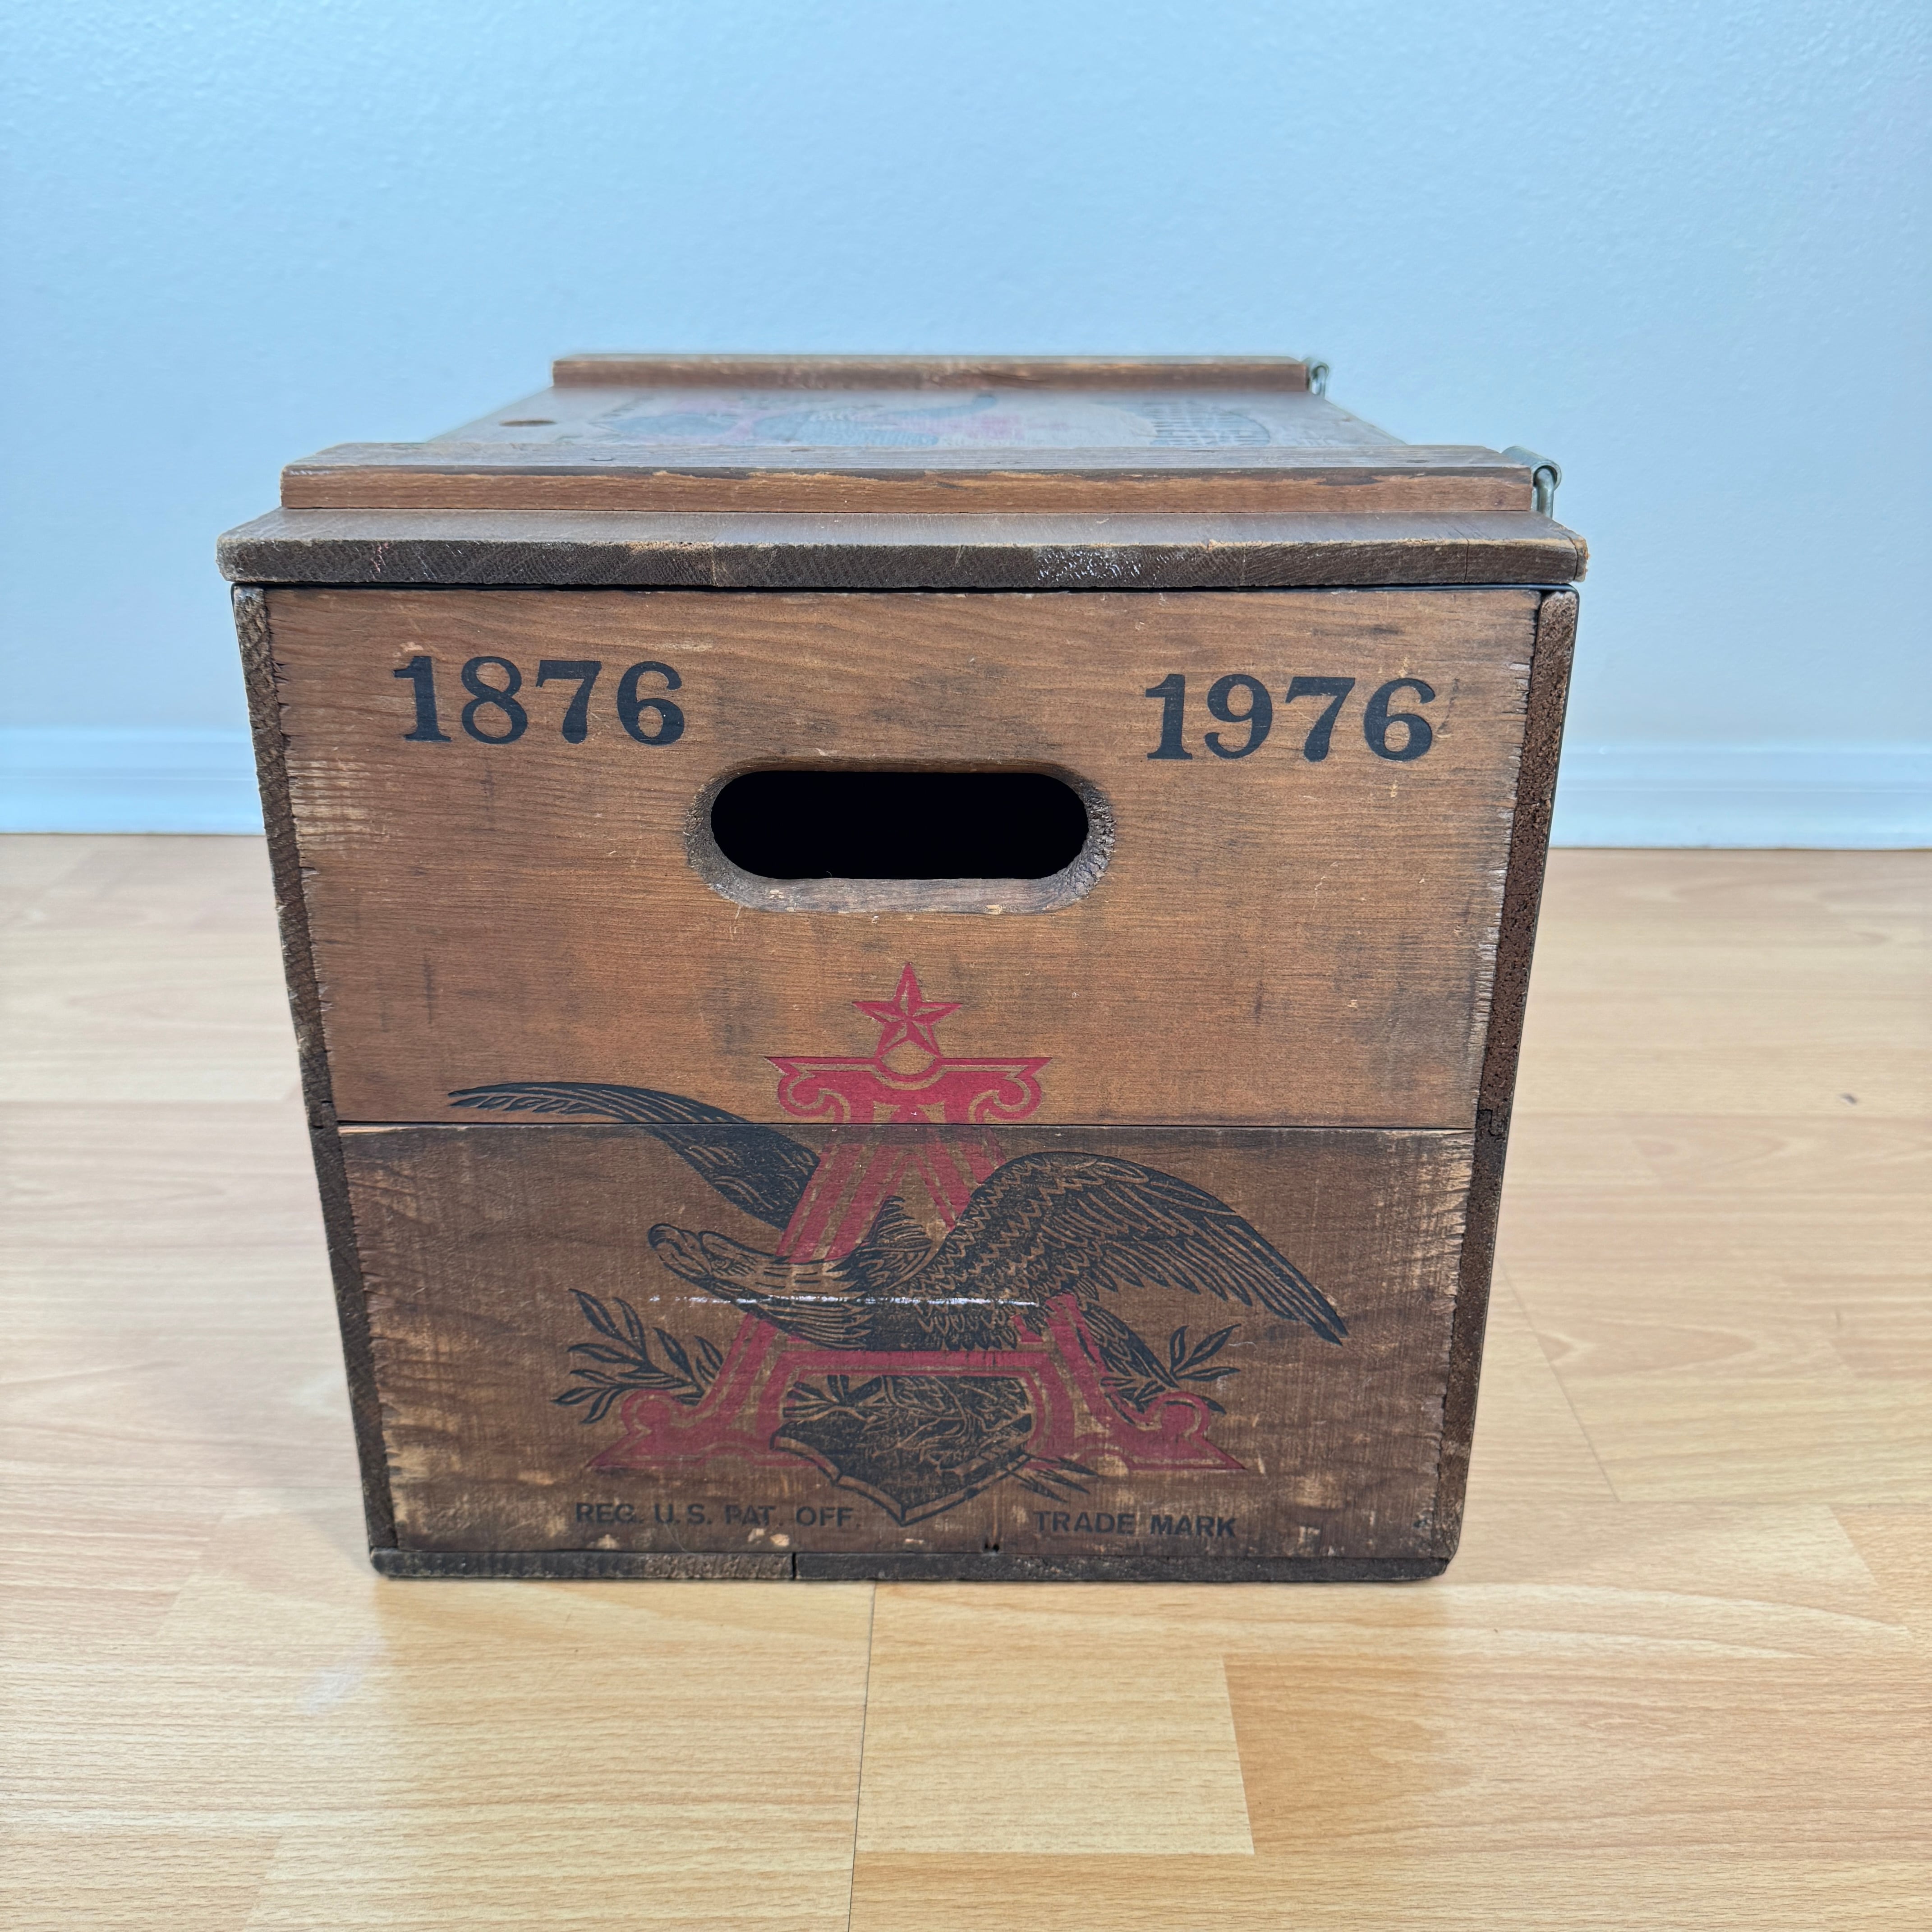 1876 1976
A
REG. U.S. PAT. OFF. TRADE MARK